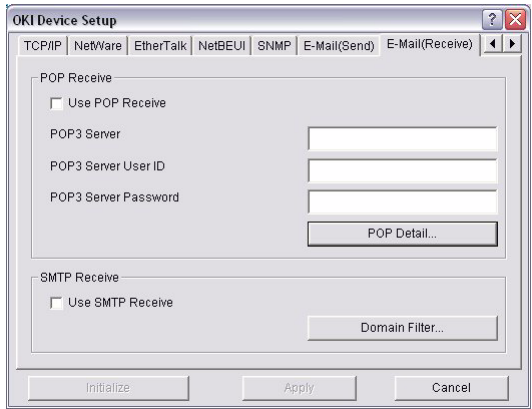 OKI Device Setup
TCP/IP NetWare EtherTalk NetBEUI SNMP E-Mail(Send) E-Mail(Receive)
POP Receive
Use POP Receive
POP3 Server
POP3 Server User ID
POP3 Server Password
POP Detail...
SMTP Receive
Use SMTP Receive
Domain Filter...
Initialize Apply Cancel